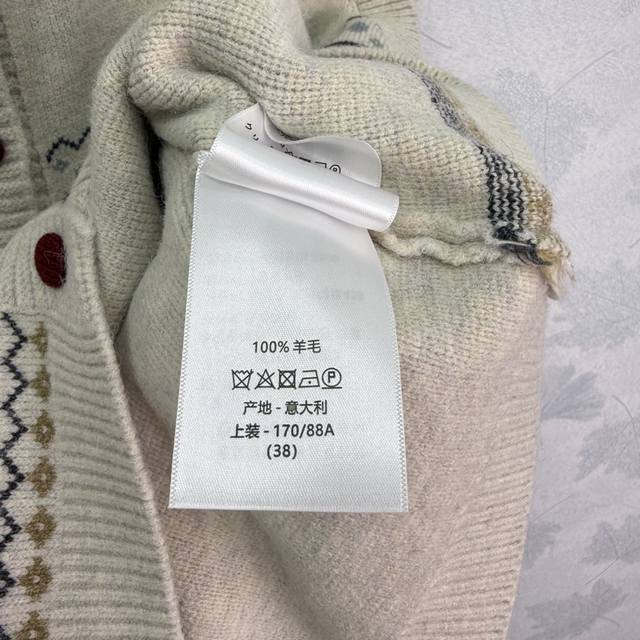 100% 羊毛
产地 - 意大利
上装 - 170/88A
(38)